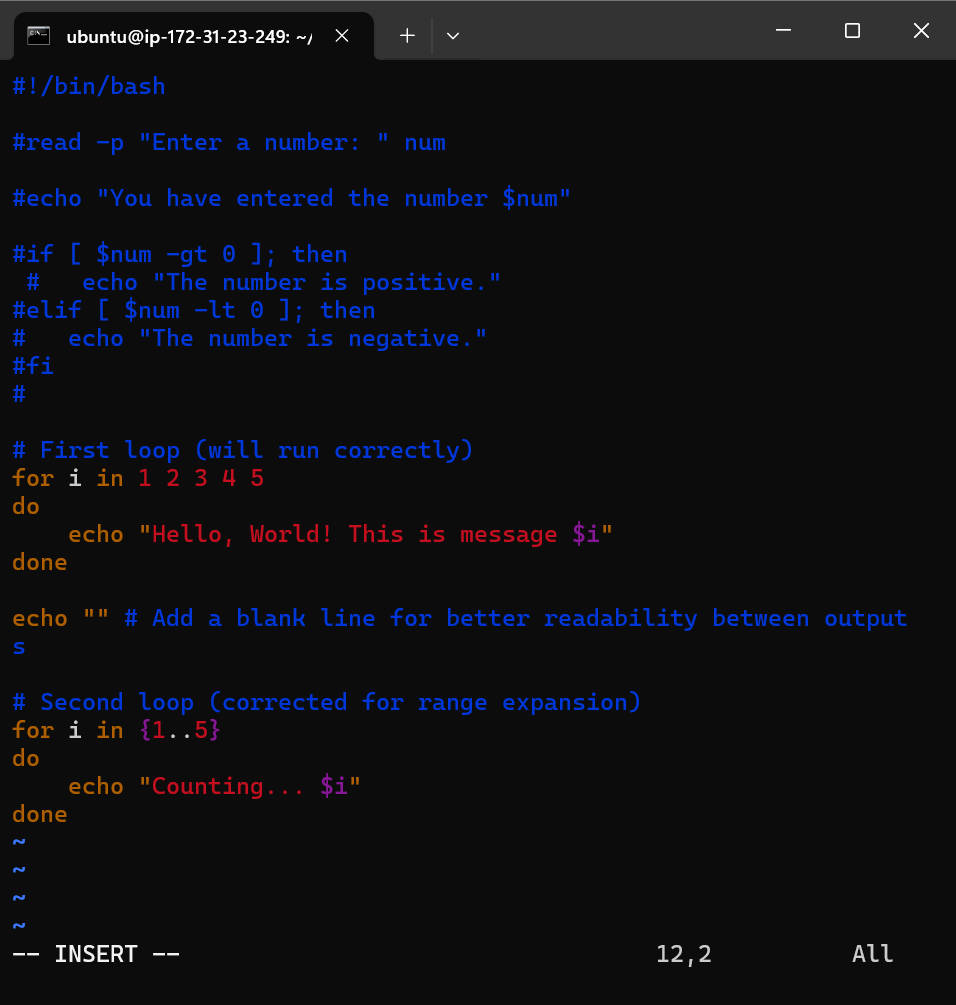 ubuntu@ip-172-31-23-249: ~/
#!/bin/bash
#read -p "Enter a number: " num
#echo "You have entered the number $num"
#if [ $num -gt 0 ]; then
 #   echo "The number is positive."
#elif [ $num -lt 0 ]; then
#   echo "The number is negative."
#fi
#
# First loop (will run correctly)
for i in 1 2 3 4 5
do
    echo "Hello, World! This is message $i"
done
echo "" # Add a blank line for better readability between output
s
# Second loop (corrected for range expansion)
for i in {1..5}
do
    echo "Counting... $i"
done
~
~
~
~
-- INSERT --                                  12,2          All